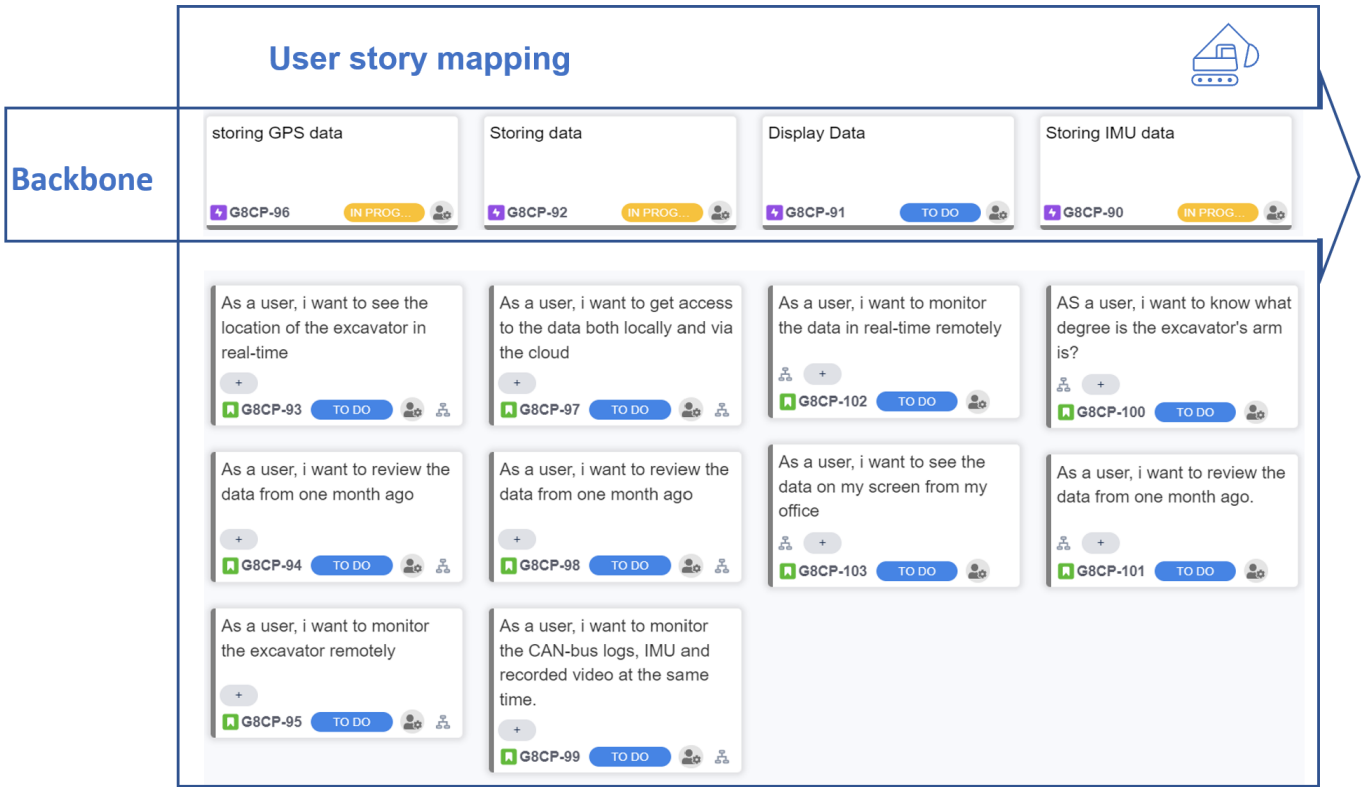 User story mapping
Backbone
storing GPS data
G8CP-96
IN PROG...
Storing data
G8CP-92
IN PROG...
Display Data
G8CP-91
TO DO
Storing IMU data
G8CP-90
IN PROG...
As a user, i want to see the
location of the excavator in
real-time
+
G8CP-93
TO DO
As a user, i want to review the
data from one month ago
+
G8CP-94
TO DO
As a user, i want to monitor
the excavator remotely
+
G8CP-95
TO DO
As a user, i want to get access
to the data both locally and via
the cloud
+
G8CP-97
TO DO
As a user, i want to review the
data from one month ago
+
G8CP-98
TO DO
As a user, i want to monitor
the CAN-bus logs, IMU and
recorded video at the same
time.
+
G8CP-99
TO DO
As a user, i want to monitor
the data in real-time remotely
+
G8CP-102
TO DO
As a user, i want to see the
data on my screen from my
office
+
G8CP-103
TO DO
AS a user, i want to know what
degree is the excavator's arm
is?
+
G8CP-100
TO DO
As a user, i want to review the
data from one month ago.
+
G8CP-101
TO DO